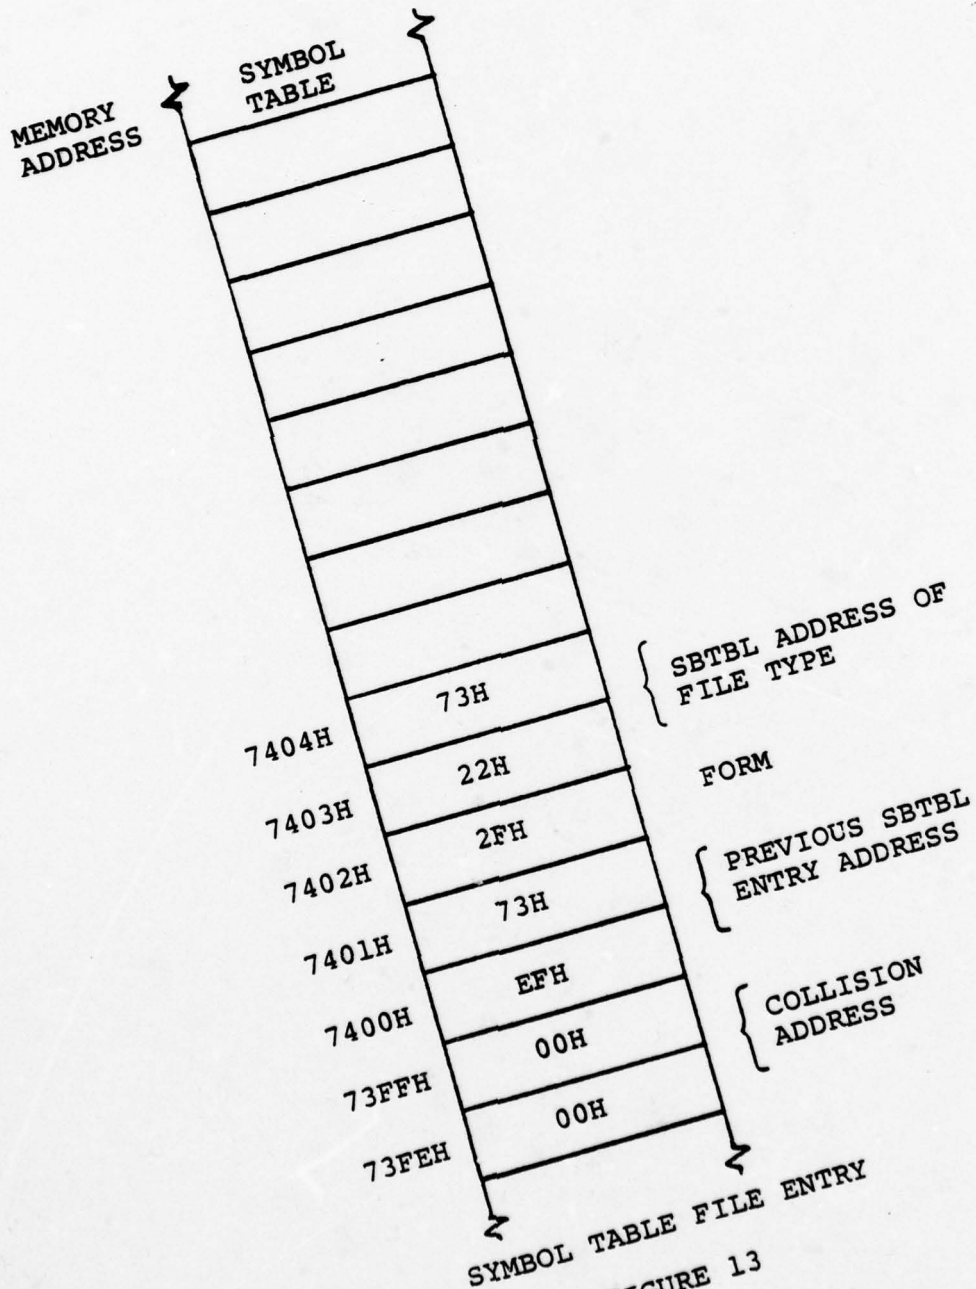 SYMBOL
TABLE
MEMORY
ADDRESS
73H
SBTBL ADDRESS OF
FILE TYPE
7404H
22H
FORM
7403H
2FH
PREVIOUS SBTBL
ENTRY ADDRESS
7402H
73H
7401H
EFH
COLLISION
ADDRESS
7400H
00H
73FFH
00H
73FEH
SYMBOL TABLE FILE ENTRY
13